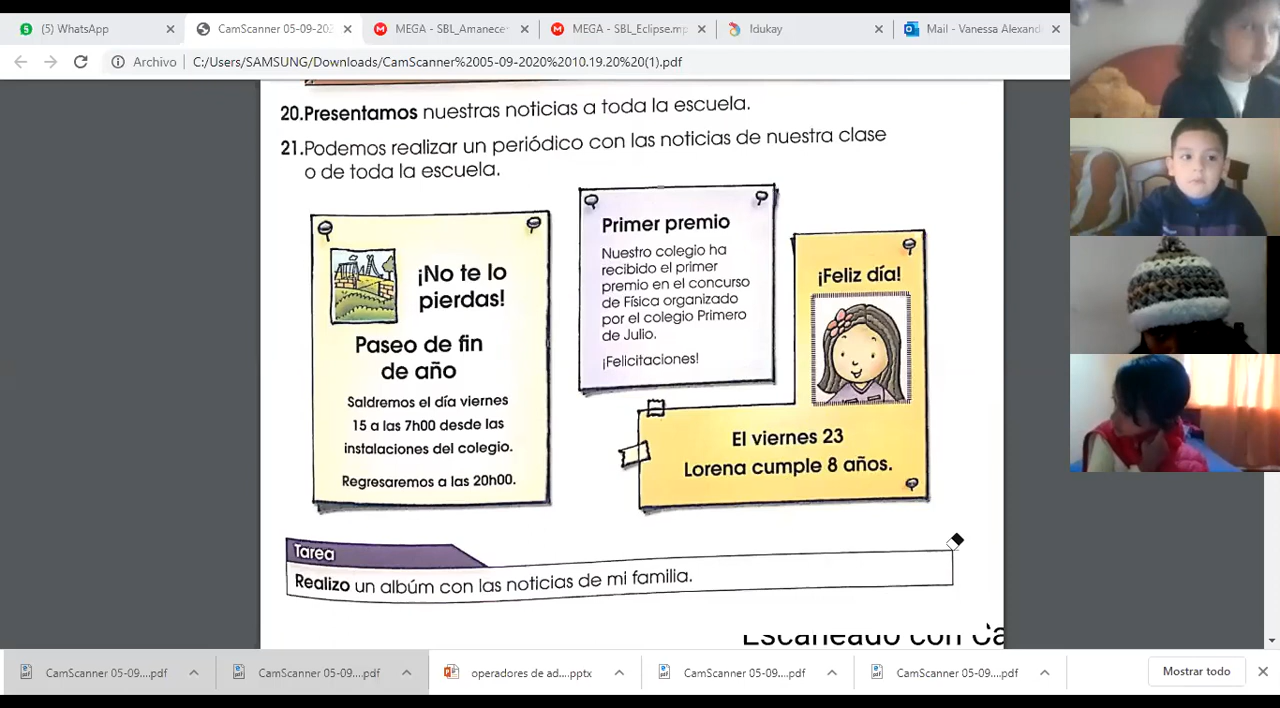 (5) WhatsApp
CamScanner 05-09-202
MEGA - SBL_Amanece
MEGA - SBL_Eclipse.mp
Idukay
Mail - Vanessa Alexand
Archivo
C:/Users/SAMSUNG/Downloads/CamScanner%2005-09-2020%2010.19.20%20(1).pdf
20.Presentamos nuestras noticias a toda la escuela.
21.Podemos realizar un periódico con las noticias de nuestra clase
o de toda la escuela.
¡No te lo
pierdas!
Paseo de fin
de año
Saldremos el día viernes
15 a las 7h00 desde las
instalaciones del colegio.
Regresaremos a las 20h00.
Primer premio
Nuestro colegio ha
recibido el primer
premio en el concurso
de Física organizado
por el colegio Primero
de Julio.
¡Felicitaciones!
¡Feliz día!
El viernes 23
Lorena cumple 8 años.
Tarea
Realizo un albúm con las noticias de mi familia.
Escaneado con Ca
CamScanner 05-09....pdf
CamScanner 05-09....pdf
operadores de ad....pptx
CamScanner 05-09....pdf
CamScanner 05-09....pdf
Mostrar todo